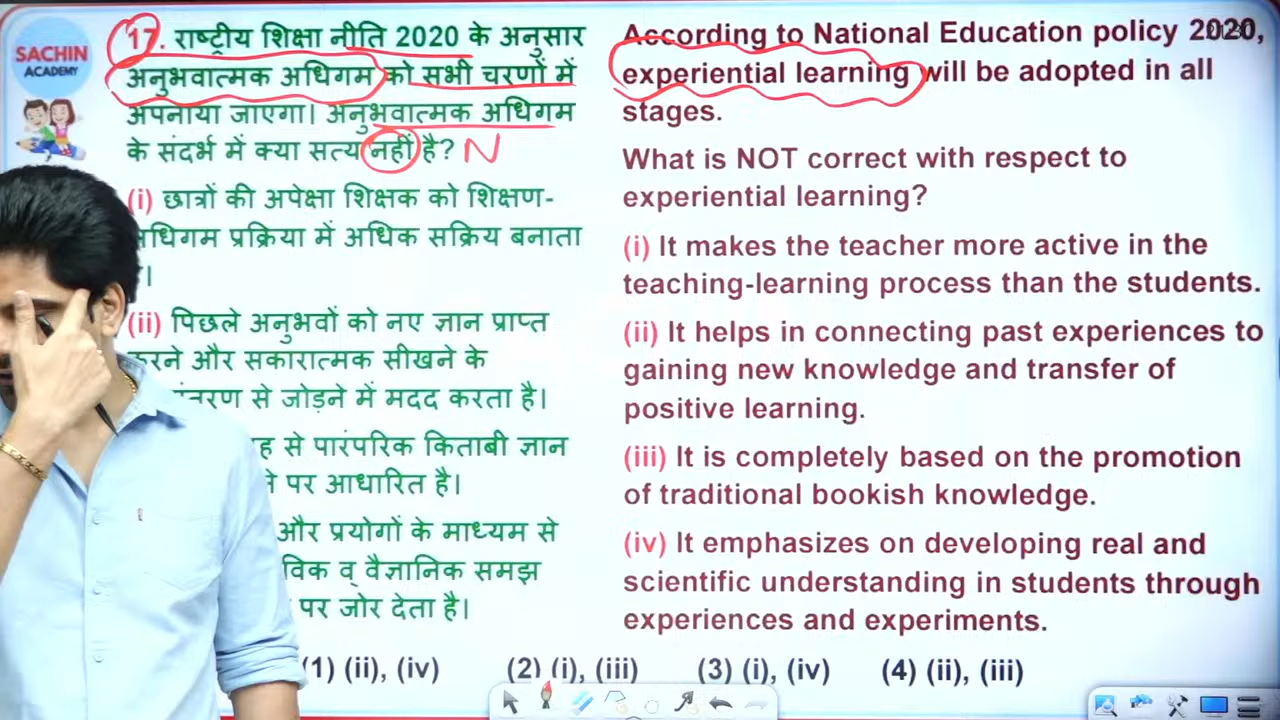 SACHIN
ACADEMY
17. राष्ट्रीय शिक्षा नीति 2020 के अनुसार
अनुभवात्मक अधिगम को सभी चरणों में
अपनाया जाएगा। अनुभवात्मक अधिगम
के संदर्भ में क्या सत्य नहीं है? N
(i) छात्रों की अपेक्षा शिक्षक को शिक्षण-
प्रक्रिया में अधिक सक्रिय बनाता
(ii) पिछले अनुभवों को नए ज्ञान प्राप्त
करने और सकारात्मक सीखने के
से जोड़ने में मदद करता है।
से पारंपरिक किताबी ज्ञान
पर आधारित है।
और प्रयोगों के माध्यम से
व् वैज्ञानिक समझ
पर जोर देता है।
According to National Education policy 2020,
experiential learning will be adopted in all
stages.
What is NOT correct with respect to
experiential learning?
(i) It makes the teacher more active in the
teaching-learning process than the students.
(ii) It helps in connecting past experiences to
gaining new knowledge and transfer of
positive learning.
(iii) It is completely based on the promotion
of traditional bookish knowledge.
(iv) It emphasizes on developing real and
scientific understanding in students through
experiences and experiments.
(1) (ii), (iv) (2) (i), (iii) (3) (i), (iv) (4) (ii), (iii)